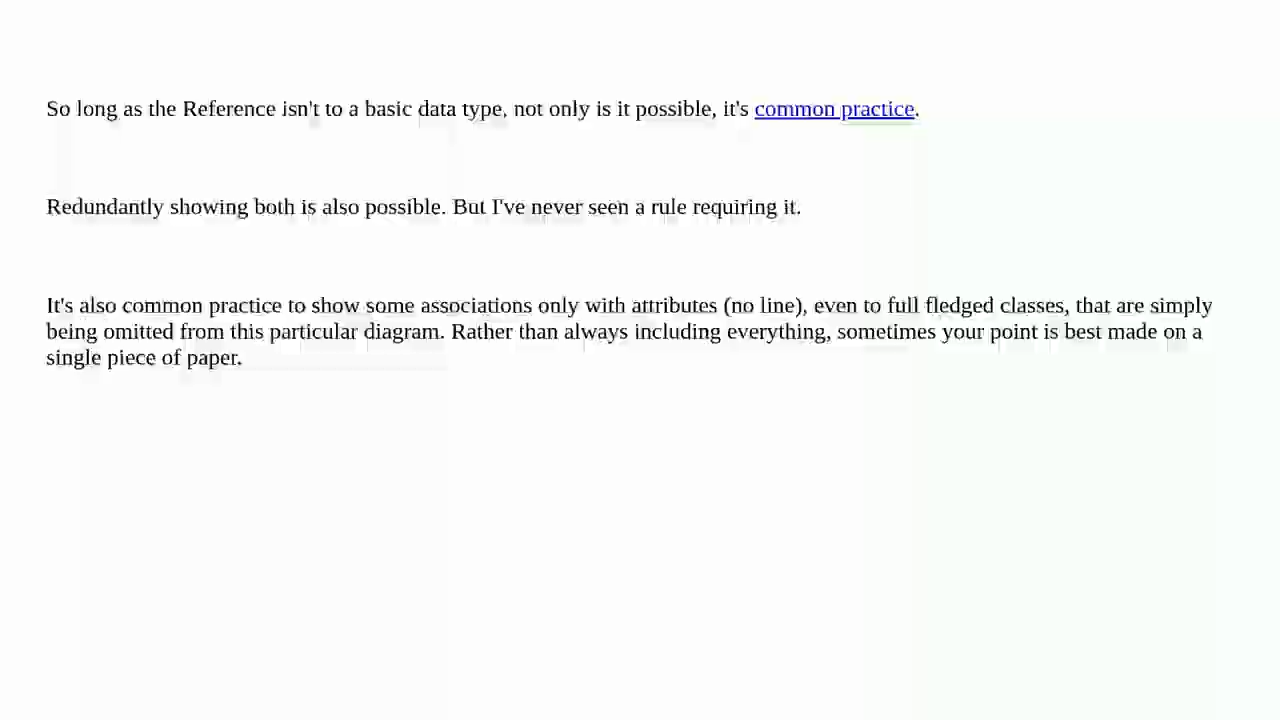 So long as the Reference isn't to a basic data type, not only is it possible, it's common practice.
Redundantly showing both is also possible. But I've never seen a rule requiring it.
It's also common practice to show some associations only with attributes (no line), even to full fledged classes, that are simply
being omitted from this particular diagram. Rather than always including everything, sometimes your point is best made on a
single piece of paper.